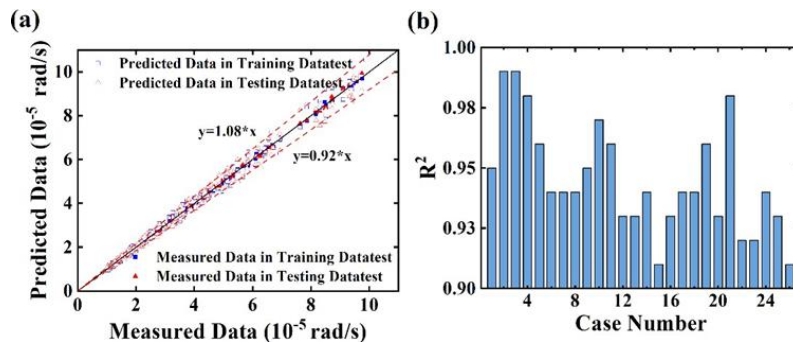 (a)
Predicted Data (10⁻⁵ rad/s)
10
8
6
4
2
0
Predicted Data in Training Datatest
Predicted Data in Testing Datatest
y=1.08*x
y=0.92*x
Measured Data in Training Datatest
Measured Data in Testing Datatest
0 2 4 6 8 10
Measured Data (10⁻⁵ rad/s)
(b)
R²
1.00
0.98
0.95
0.93
0.90
4 8 12 16 20 24
Case Number